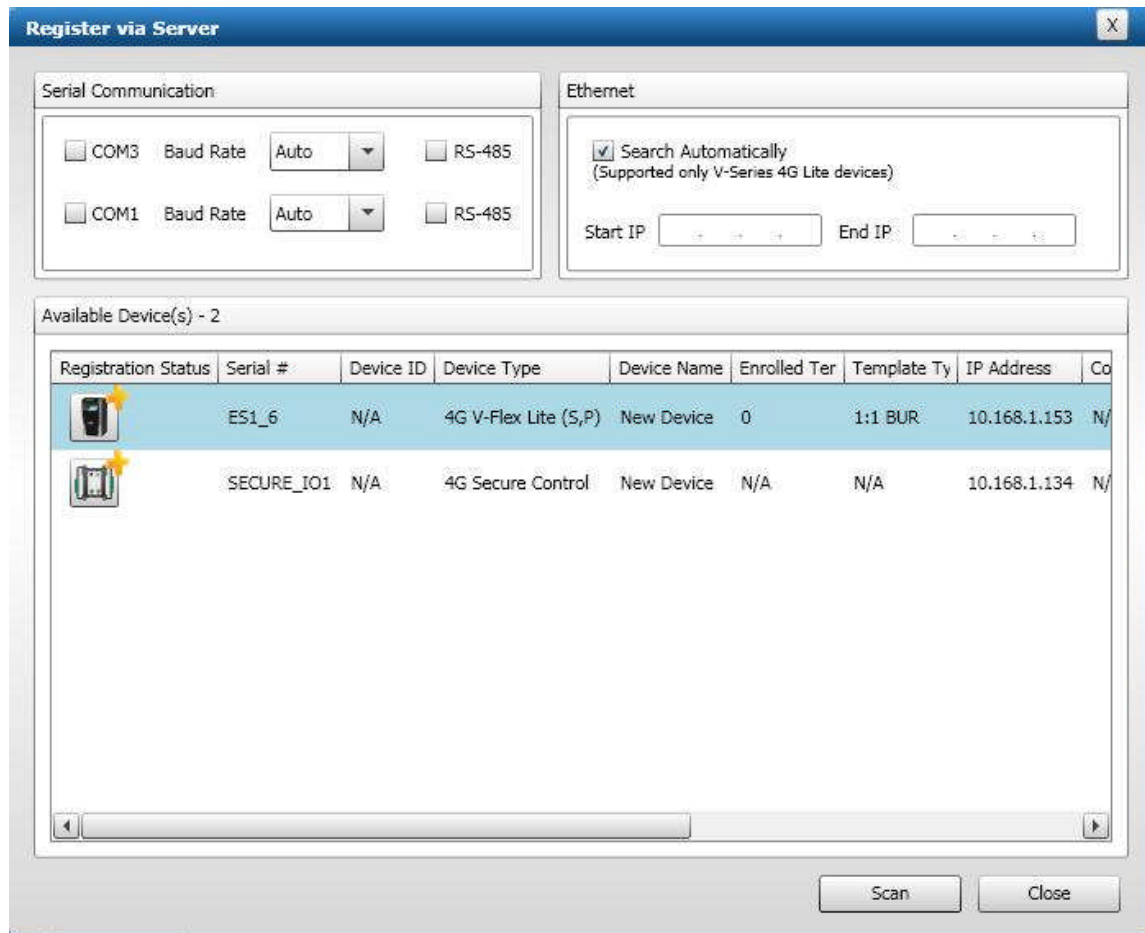 Register via Server X
Serial Communication
COM3 Baud Rate Auto RS-485
COM1 Baud Rate Auto RS-485
Ethernet
Search Automatically
(Supported only V-Series 4G Lite devices)
Start IP . . . End IP . . .
Available Device(s) - 2
Registration Status Serial # Device ID Device Type Device Name Enrolled Ter Template Ty IP Address Co
ES1_6 N/A 4G V-Flex Lite (S,P) New Device 0 1:1 BUR 10.168.1.153 N/
SECURE_IO1 N/A 4G Secure Control New Device N/A N/A 10.168.1.134 N/
Scan Close